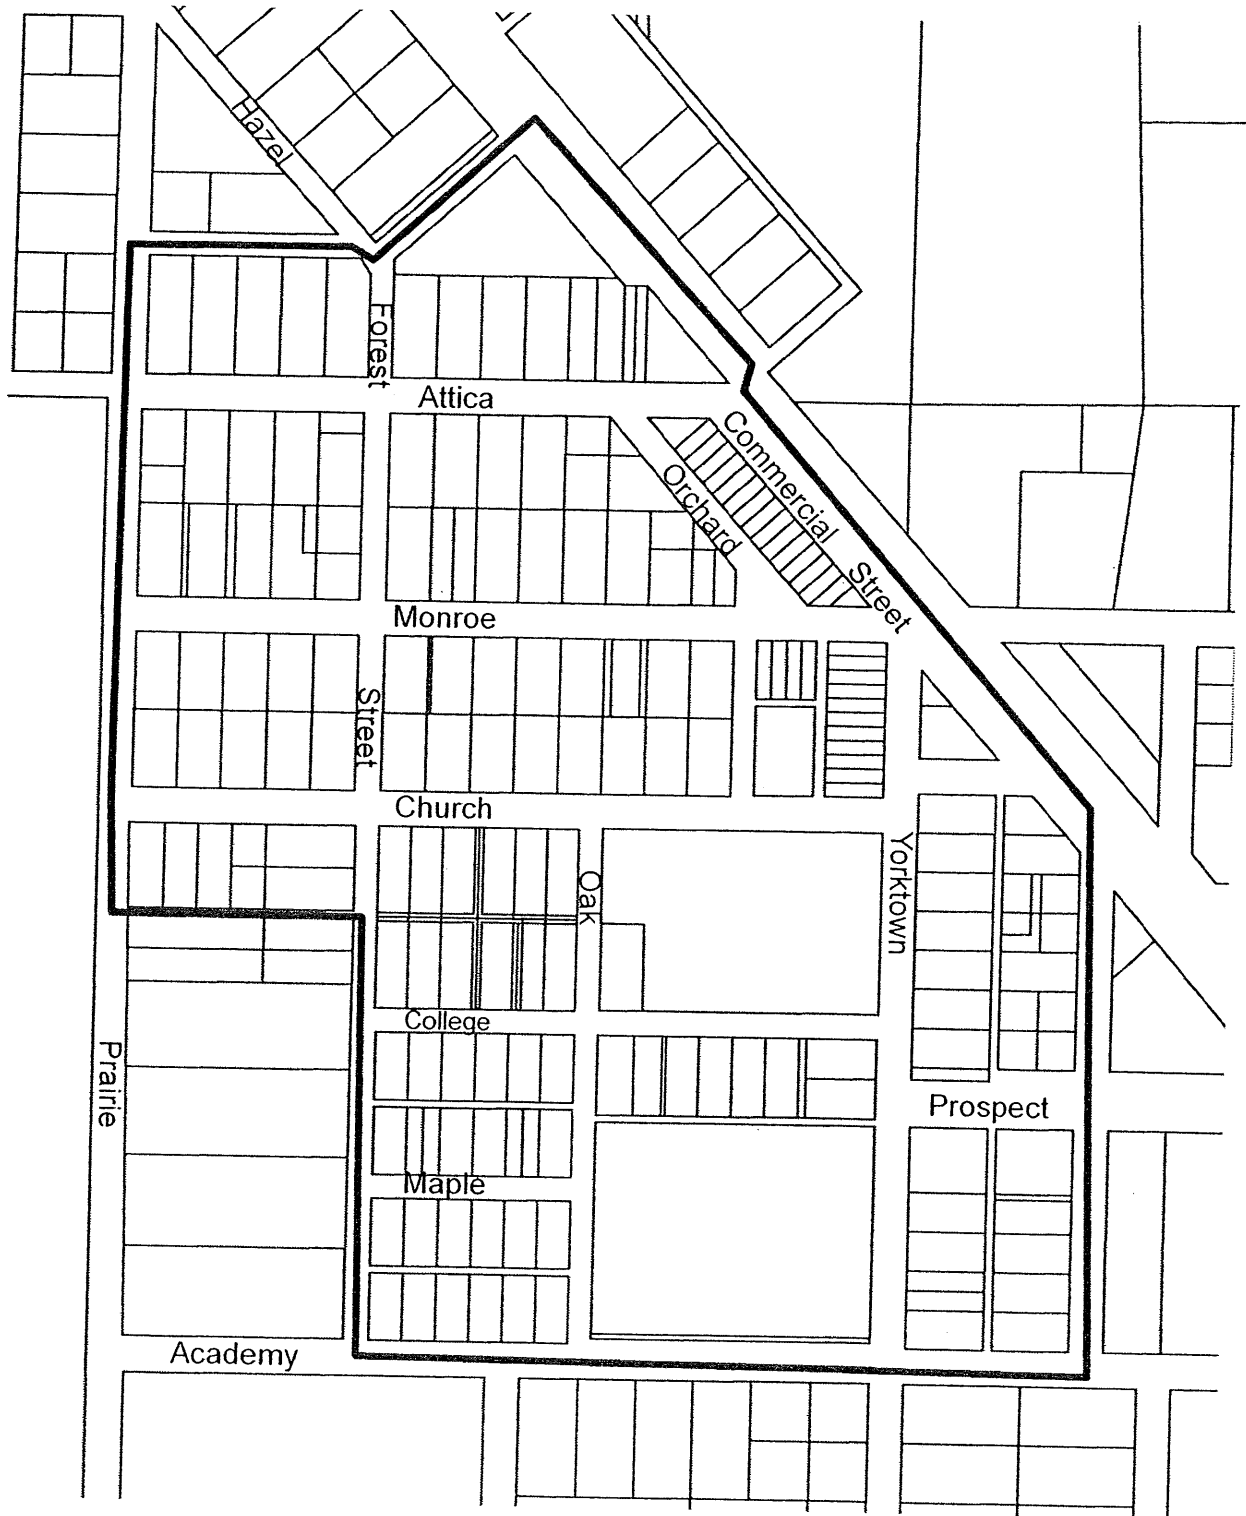 Hazel
Forest
Attica
Commercial
Orchard
Street
Monroe
Street
Church
Oak
Yorktown
College
Prairie
Prospect
Maple
Academy